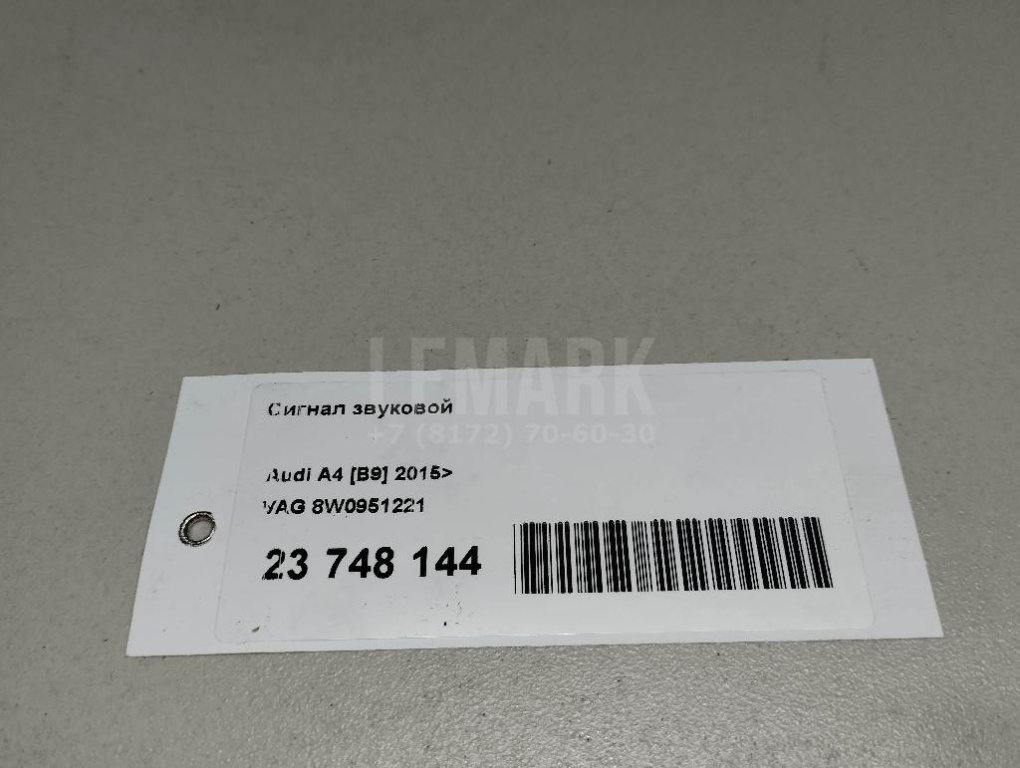 LEMARK
Сигнал звуковой
+7 (8172) 70-60-30
Audi A4 [B9] 2015>
VAG 8W0951221
23 748 144